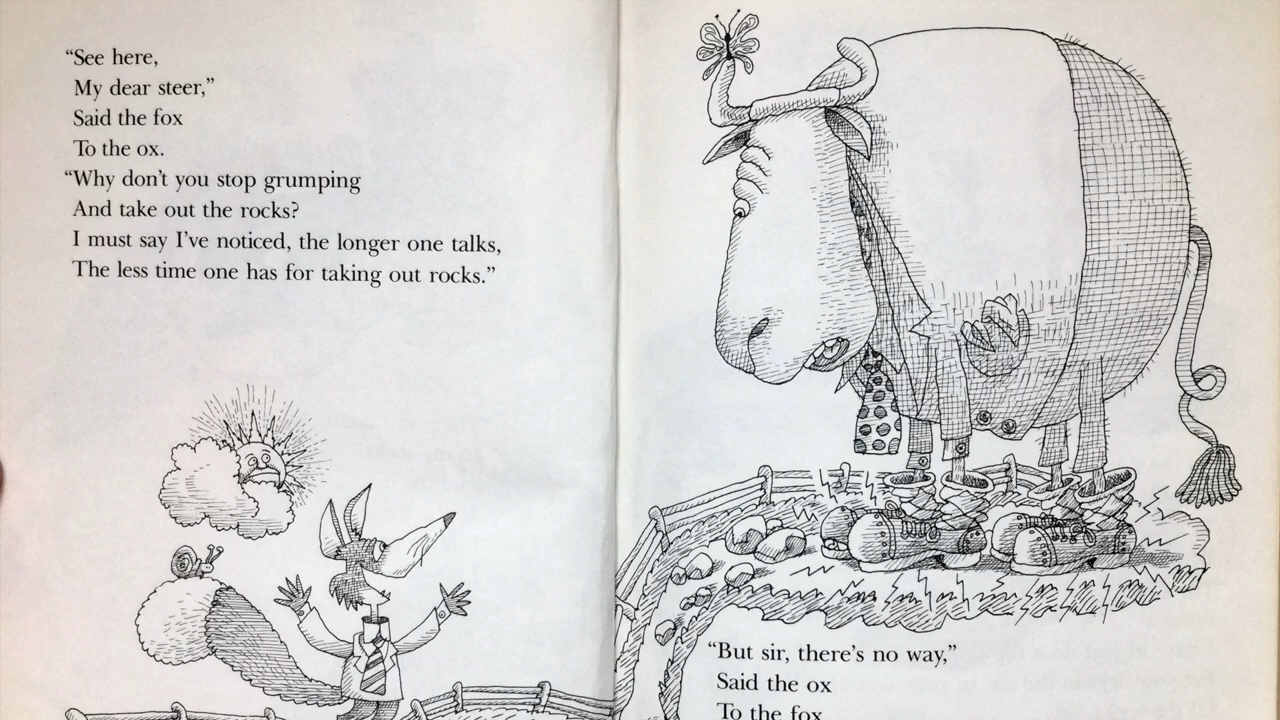 “See here,
My dear steer,”
Said the fox
To the ox.
“Why don’t you stop grumping
And take out the rocks?
I must say I’ve noticed, the longer one talks,
The less time one has for taking out rocks.”
“But sir, there’s no way,”
Said the ox
To the fox